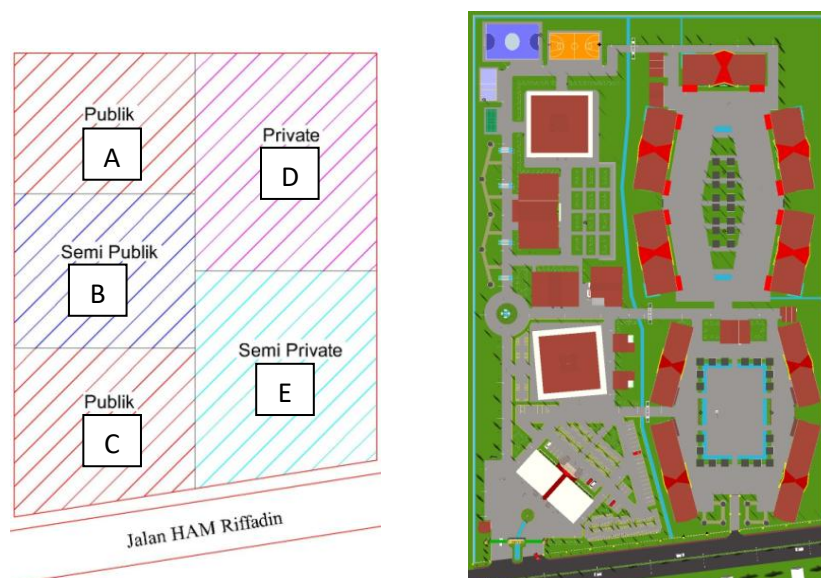 Publik
A
Private
D
Semi Publik
B
Semi Private
E
Publik
C
Jalan HAM Riffadin